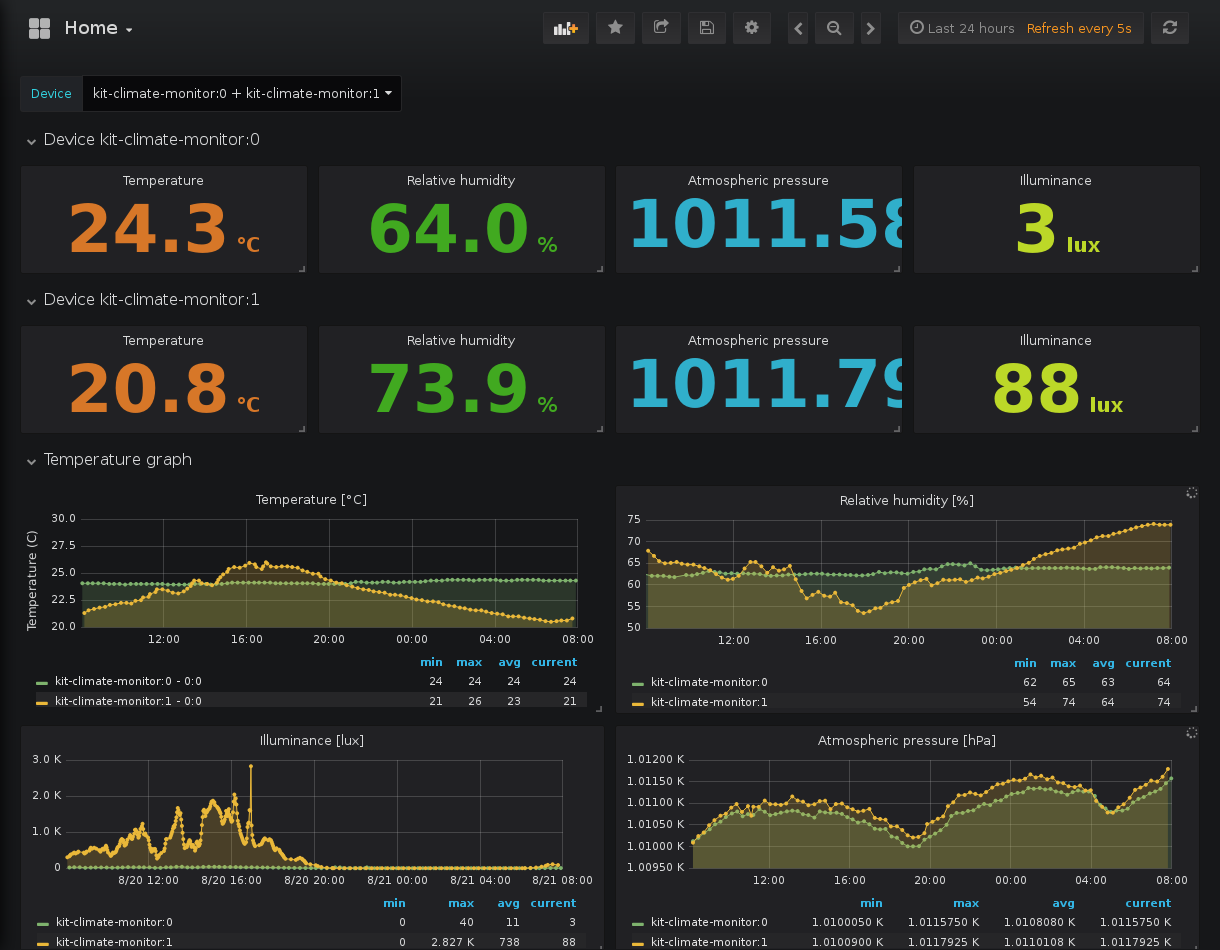 Home
Last 24 hours Refresh every 5s
Device kit-climate-monitor:0 + kit-climate-monitor:1
Device kit-climate-monitor:0
Temperature Relative humidity Atmospheric pressure Illuminance
24.3 °C 64.0 % 1011.58 3 lux
Device kit-climate-monitor:1
Temperature Relative humidity Atmospheric pressure Illuminance
20.8 °C 73.9 % 1011.79 88 lux
Temperature graph
Temperature [°C]
Temperature (C)
30.0
27.5
25.0
22.5
20.0
12:00 16:00 20:00 00:00 04:00 08:00
min max avg current
kit-climate-monitor:0 - 0:0 24 24 24 24
kit-climate-monitor:1 - 0:0 21 26 23 21
Relative humidity [%]
75
70
65
60
55
50
12:00 16:00 20:00 00:00 04:00 08:00
min max avg current
kit-climate-monitor:0 62 65 63 64
kit-climate-monitor:1 54 74 64 74
Illuminance [lux]
3.0 K
2.0 K
1.0 K
0
8/20 12:00 8/20 16:00 8/20 20:00 8/21 00:00 8/21 04:00 8/21 08:00
min max avg current
kit-climate-monitor:0 0 40 11 3
kit-climate-monitor:1 0 2.827 K 738 88
Atmospheric pressure [hPa]
1.01200 K
1.01150 K
1.01100 K
1.01050 K
1.01000 K
1.00950 K
12:00 16:00 20:00 00:00 04:00 08:00
min max avg current
kit-climate-monitor:0 1.0100050 K 1.0115750 K 1.0108080 K 1.0115750 K
kit-climate-monitor:1 1.0100900 K 1.0117925 K 1.0110108 K 1.0117925 K